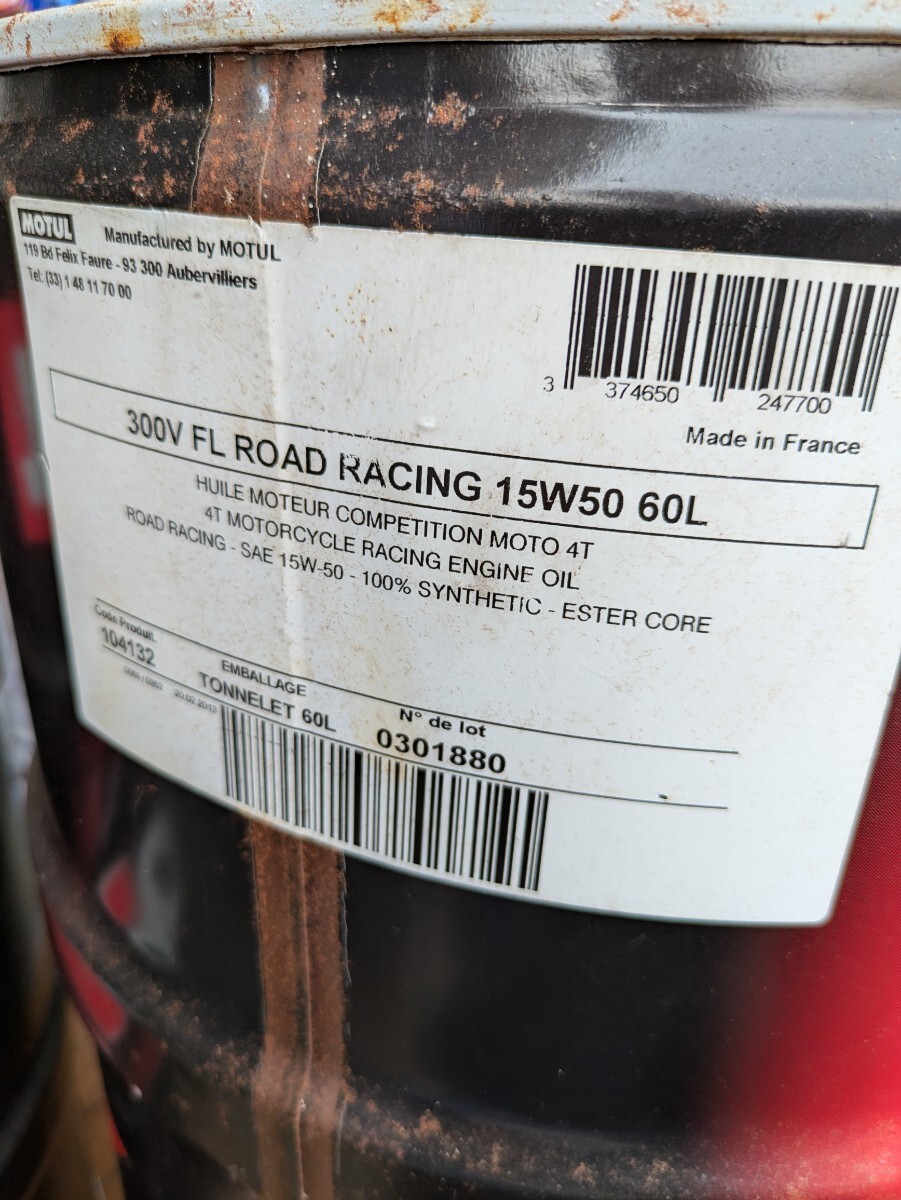 MOTUL
Manufactured by MOTUL
119 Bd Felix Faure - 93 300 Aubervilliers
Tel: (33) 1 48 11 70 00
3 374650 247700
Made in France
300V FL ROAD RACING 15W50 60L
HUILE MOTEUR COMPETITION MOTO 4T
4T MOTORCYCLE RACING ENGINE OIL
ROAD RACING - SAE 15W-50 - 100% SYNTHETIC - ESTER CORE
Code Produit
104132
EMBALLAGE
TONNELET 60L
N° de lot
0301880
20.02.2013